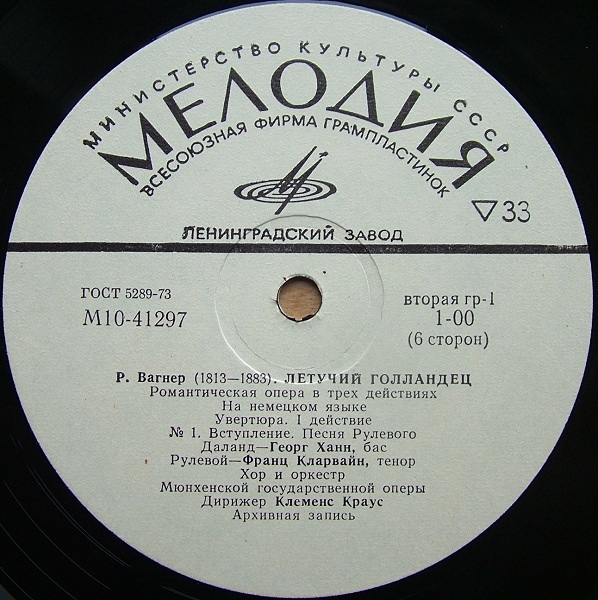 МИНИСТЕРСТВО КУЛЬТУРЫ СССР
МЕЛОДИЯ
ВСЕСОЮЗНАЯ ФИРМА ГРАМПЛАСТИНОК
▽33
ЛЕНИНГРАДСКИЙ ЗАВОД
ГОСТ 5289-73
М10-41297
вторая гр-1
1-00
(6 сторон)
Р. Вагнер (1813—1883). ЛЕТУЧИЙ ГОЛЛАНДЕЦ
Романтическая опера в трех действиях
На немецком языке
Увертюра. I действие
№ 1. Вступление. Песня Рулевого
Даланд—Георг Ханн, бас
Рулевой—Франц Кларвайн, тенор
Хор и оркестр
Мюнхенской государственной оперы
Дирижер Клеменс Краус
Архивная запись